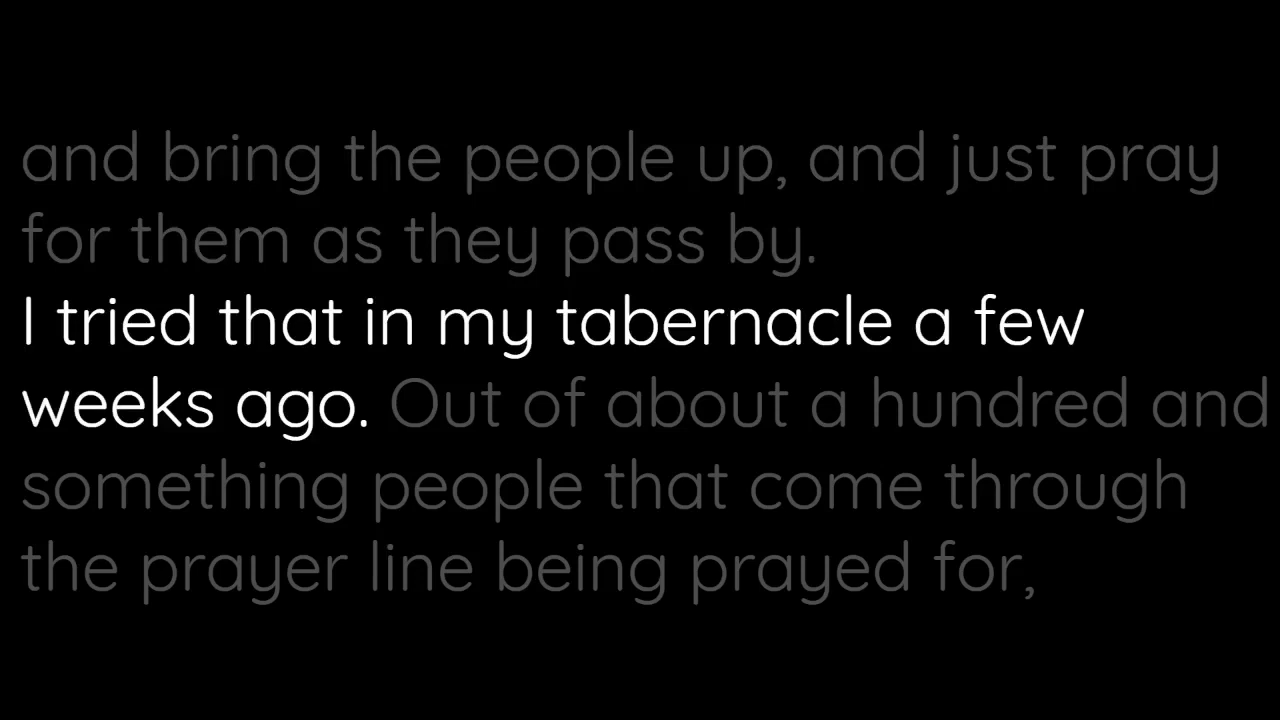 and bring the people up, and just pray
for them as they pass by.
I tried that in my tabernacle a few
weeks ago. Out of about a hundred and
something people that come through
the prayer line being prayed for,